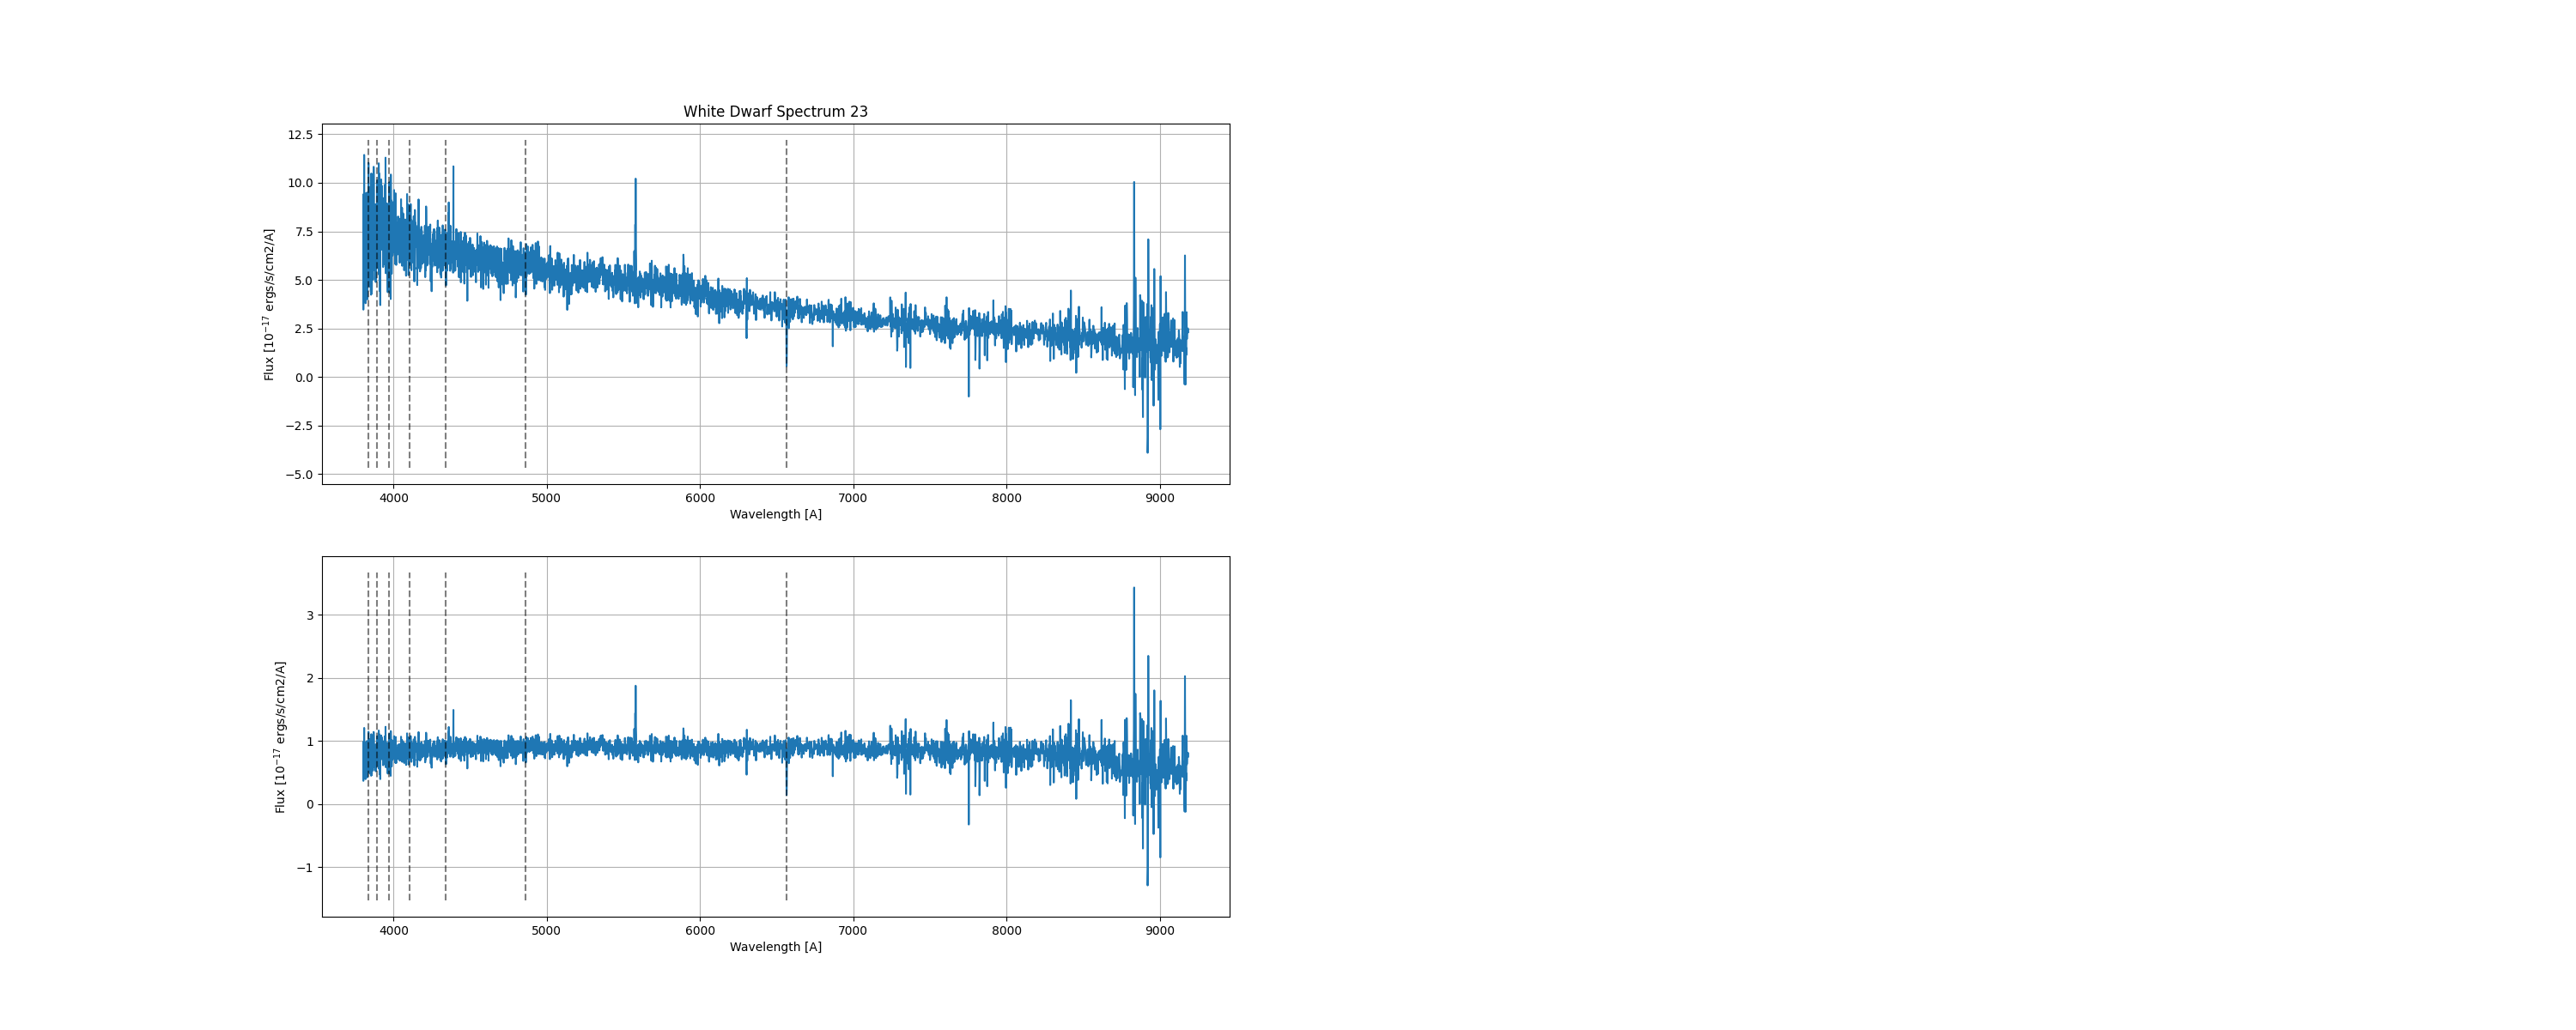 White Dwarf Spectrum 23
12.5
10.0
7.5
5.0
2.5
0.0
−2.5
−5.0
Flux [10⁻¹⁷ ergs/s/cm2/A]
4000 5000 6000 7000 8000 9000
Wavelength [A]
3
2
1
0
−1
Flux [10⁻¹⁷ ergs/s/cm2/A]
4000 5000 6000 7000 8000 9000
Wavelength [A]